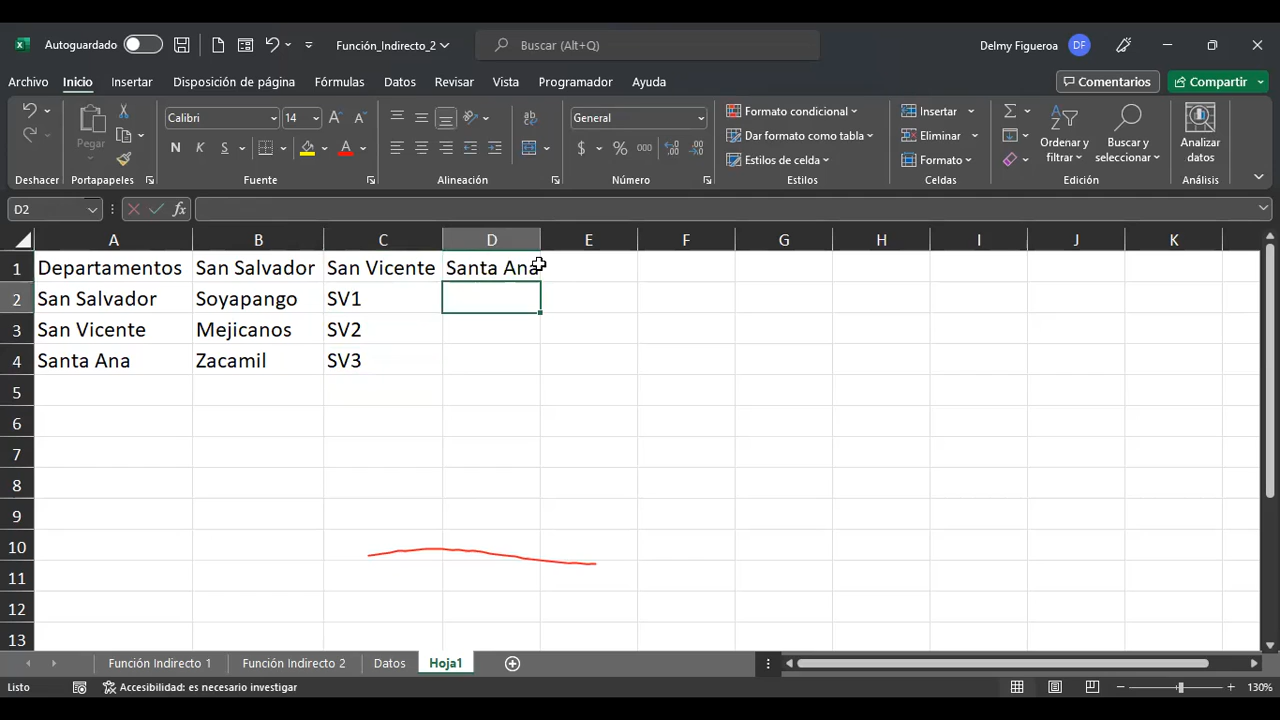 Autoguardado Función_Indirecto_2 Buscar (Alt+Q) Delmy Figueroa DF
Archivo Inicio Insertar Disposición de página Fórmulas Datos Revisar Vista Programador Ayuda Comentarios Compartir
Pegar Calibri 14 General Formato condicional Insertar Ordenar y filtrar Buscar y seleccionar Analizar datos
Dar formato como tabla Eliminar
N K S A $ % 000 Estilos de celda Formato
Deshacer Portapapeles Fuente Alineación Número Estilos Celdas Edición Análisis
D2 fx
A B C D E F G H I J K
1 Departamentos San Salvador San Vicente Santa Ana
2 San Salvador Soyapango SV1
3 San Vicente Mejicanos SV2
4 Santa Ana Zacamil SV3
5
6
7
8
9
10
11
12
13
Función Indirecto 1 Función Indirecto 2 Datos Hoja1
Listo Accesibilidad: es necesario investigar 130%